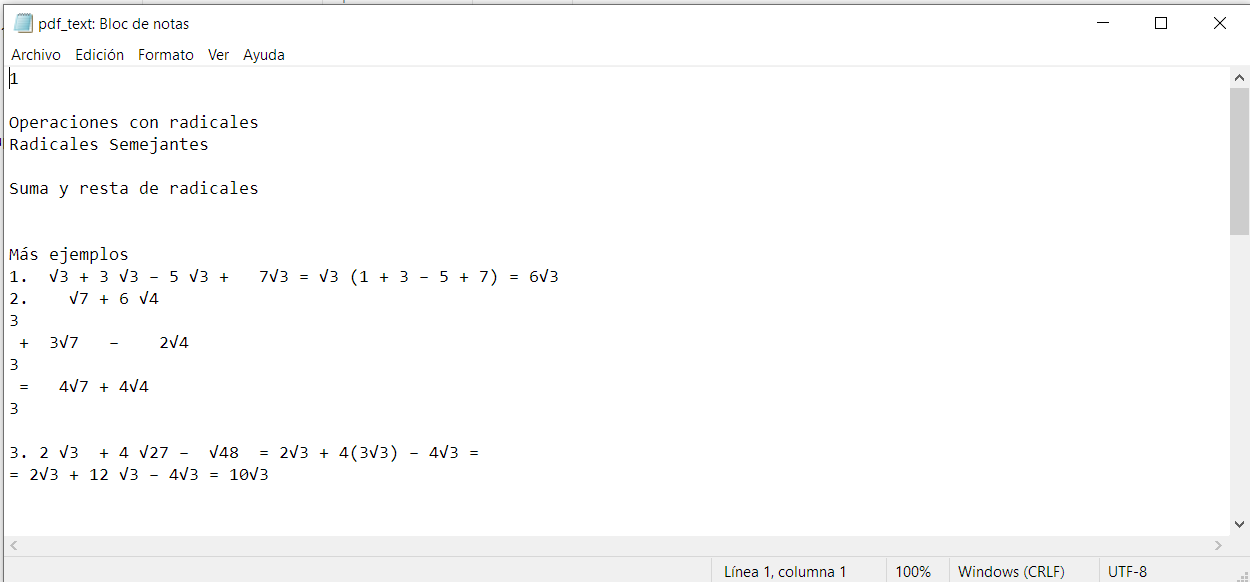 pdf_text: Bloc de notas
Archivo Edición Formato Ver Ayuda
1
Operaciones con radicales
Radicales Semejantes
Suma y resta de radicales
Más ejemplos
1.  √3 + 3 √3 − 5 √3 +   7√3 = √3 (1 + 3 − 5 + 7) = 6√3
2.    √7 + 6 √4
3
 +  3√7   −    2√4
3
 =   4√7 + 4√4
3
3. 2 √3  + 4 √27 −  √48  = 2√3 + 4(3√3) − 4√3 =
= 2√3 + 12 √3 − 4√3 = 10√3
Línea 1, columna 1 100% Windows (CRLF) UTF-8